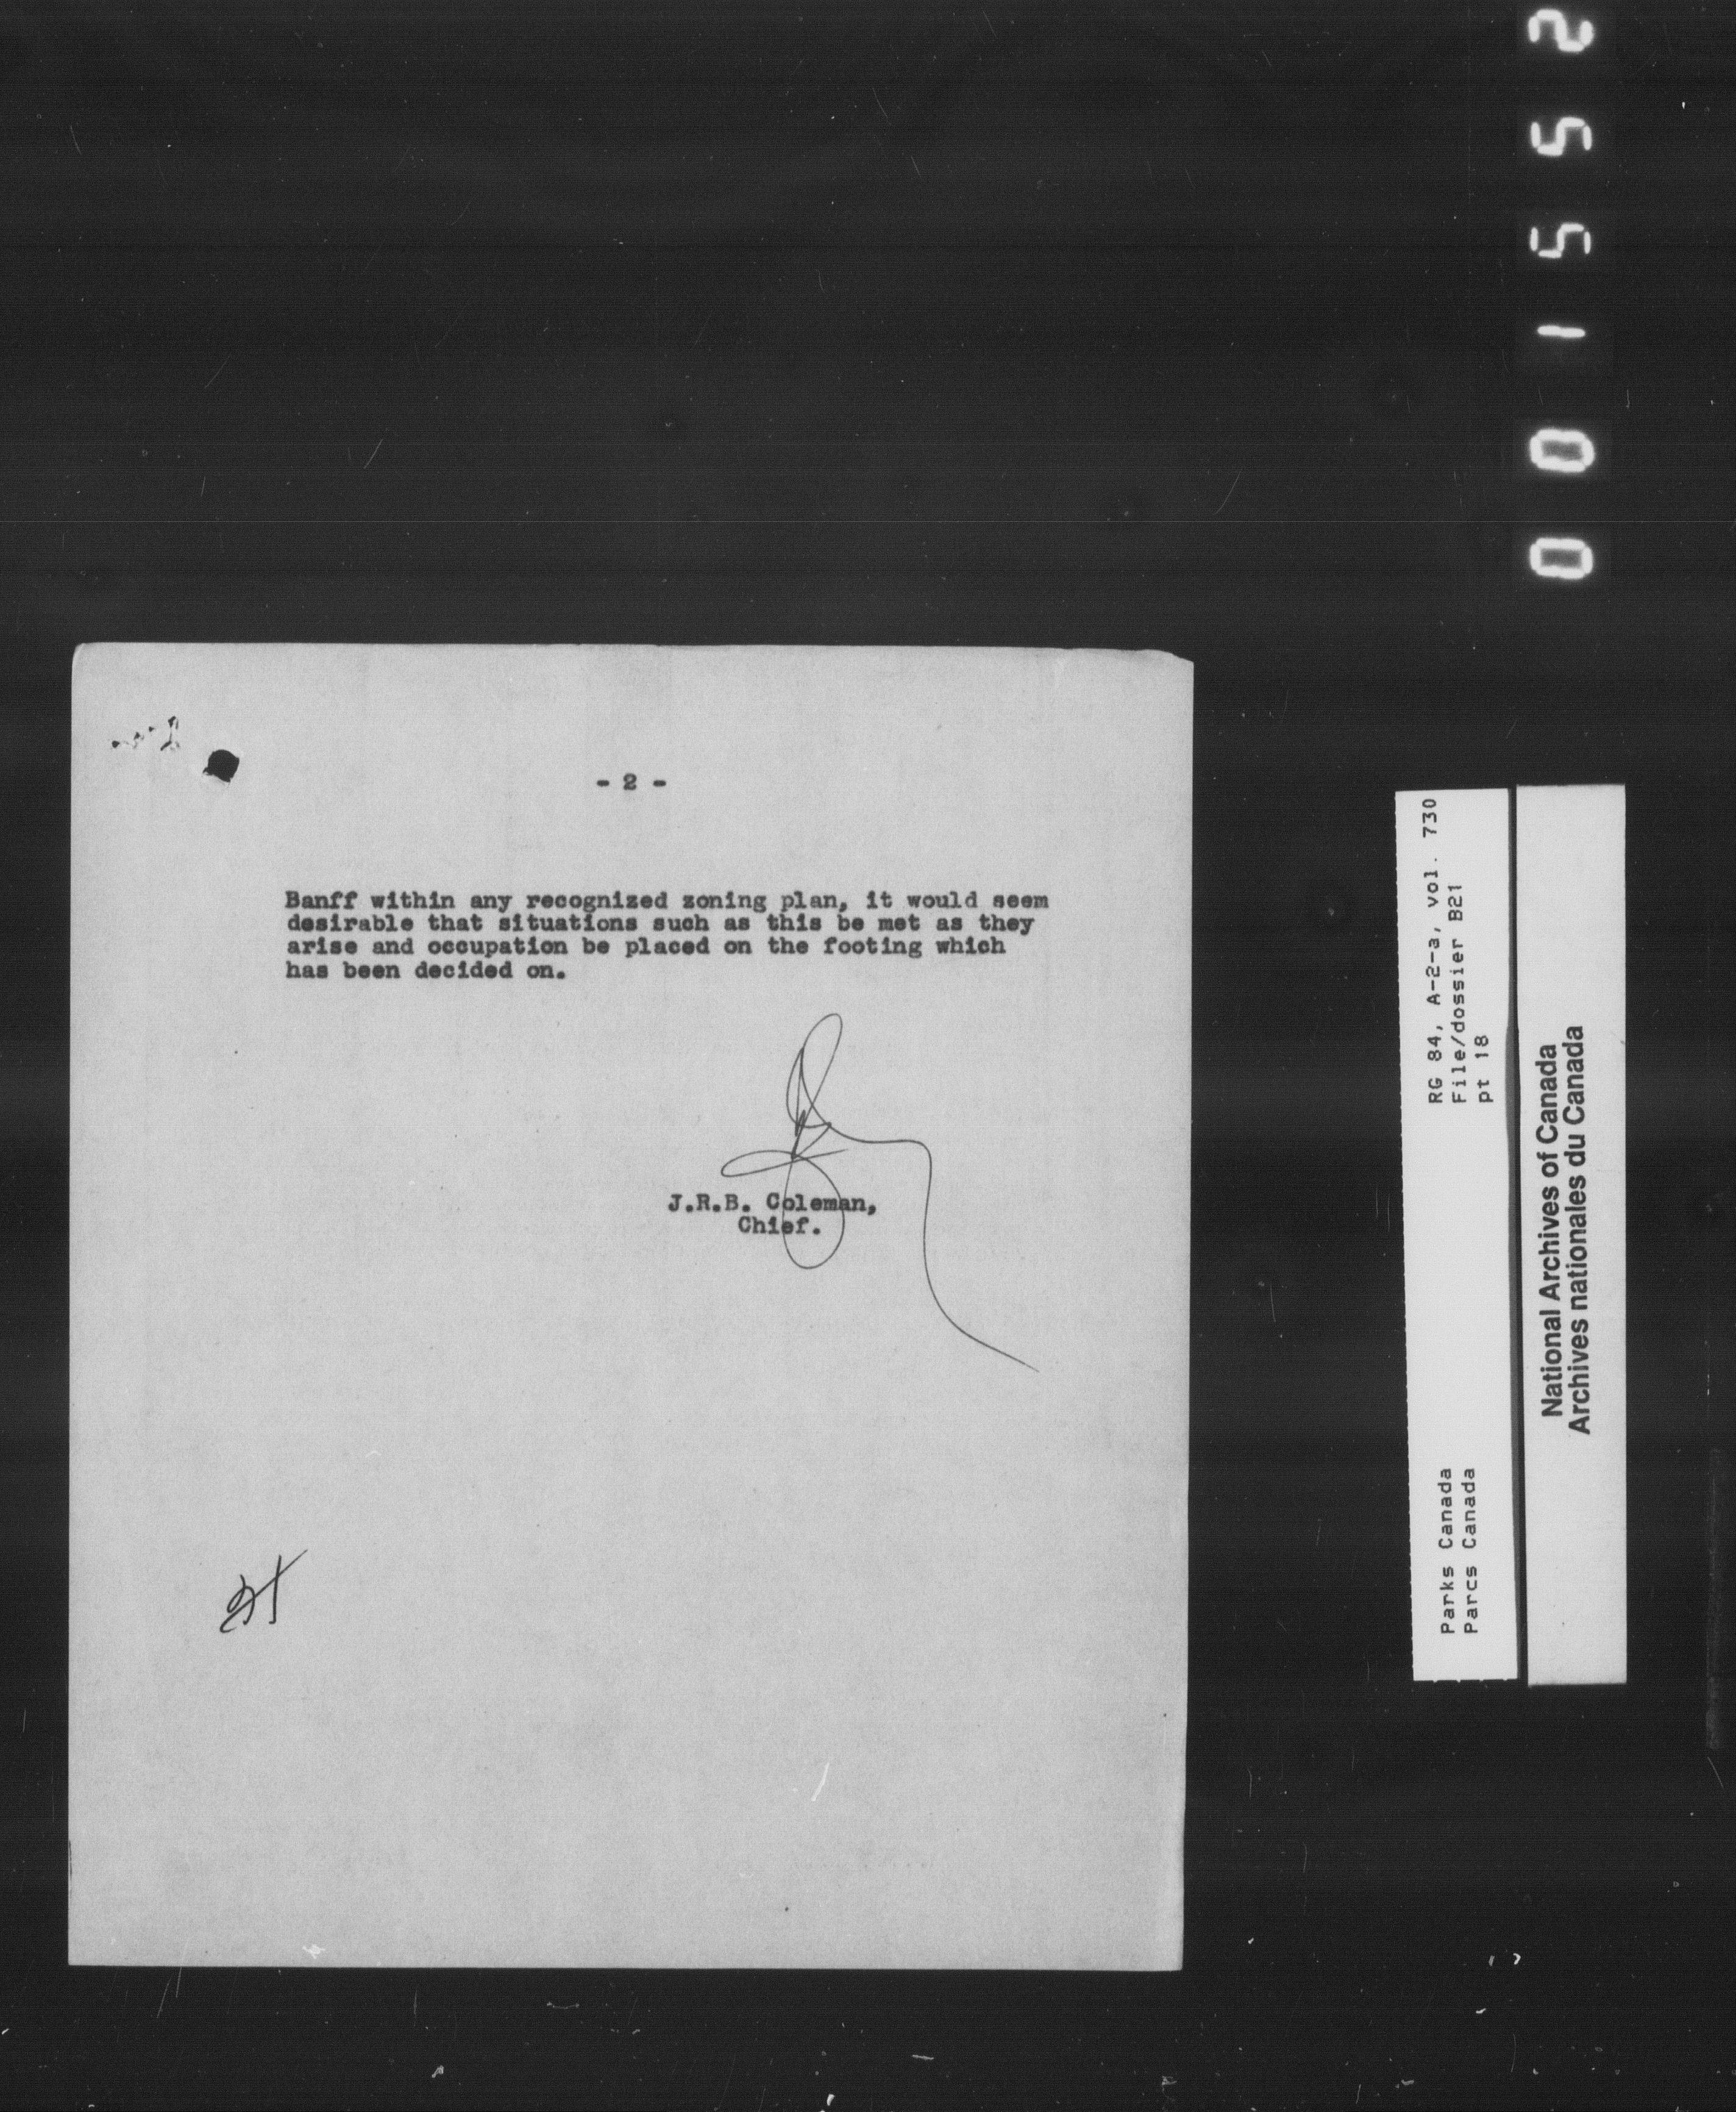 - 2 -
Banff within any recognized zoning plan, it would seem
desirable that situations such as this be met as they
arise and occupation be placed on the footing which
has been decided on.
J.R.B. Coleman,
Chief.
001552
RG 84, A-2-a, vol. 730
File/dossier B21
pt 18
Parks Canada
Parcs Canada
National Archives of Canada
Archives nationales du Canada